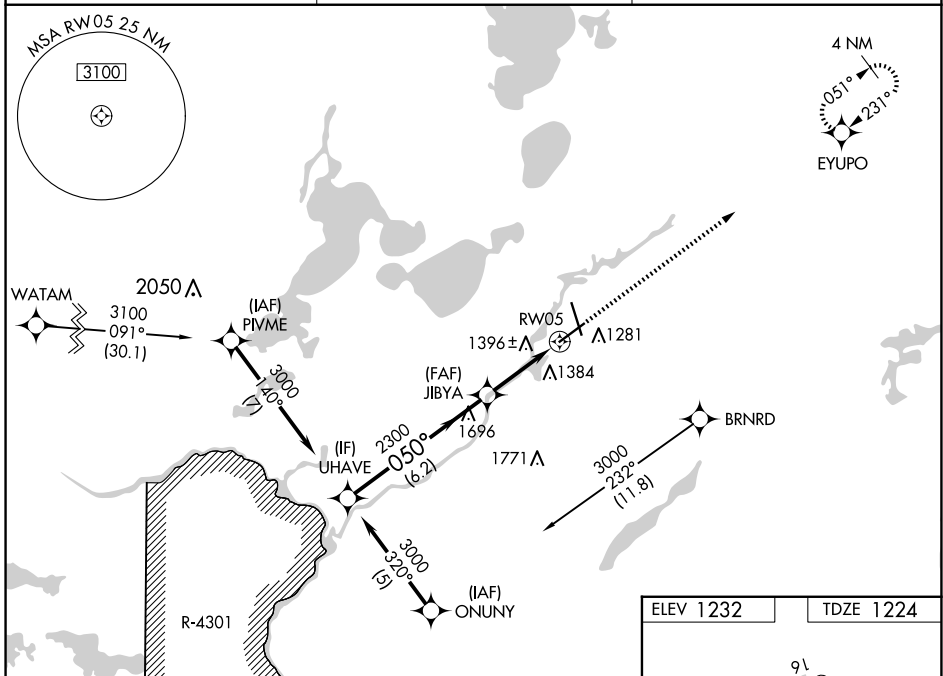 MSA RW05 25 NM
3100
4 NM
051°
231°
EYUPO
WATAM
3100
091°
(30.1)
2050
(IAF)
PIVME
3000
140°
(7)
RW05
1396±
1281
1384
(FAF)
JIBYA
1696
1771
BRNRD
3000
232°
(11.8)
(IF)
UHAVE
2300
050°
(6.2)
3000
320°
(5)
(IAF)
ONUNY
R-4301
ELEV 1232
TDZE 1224
16